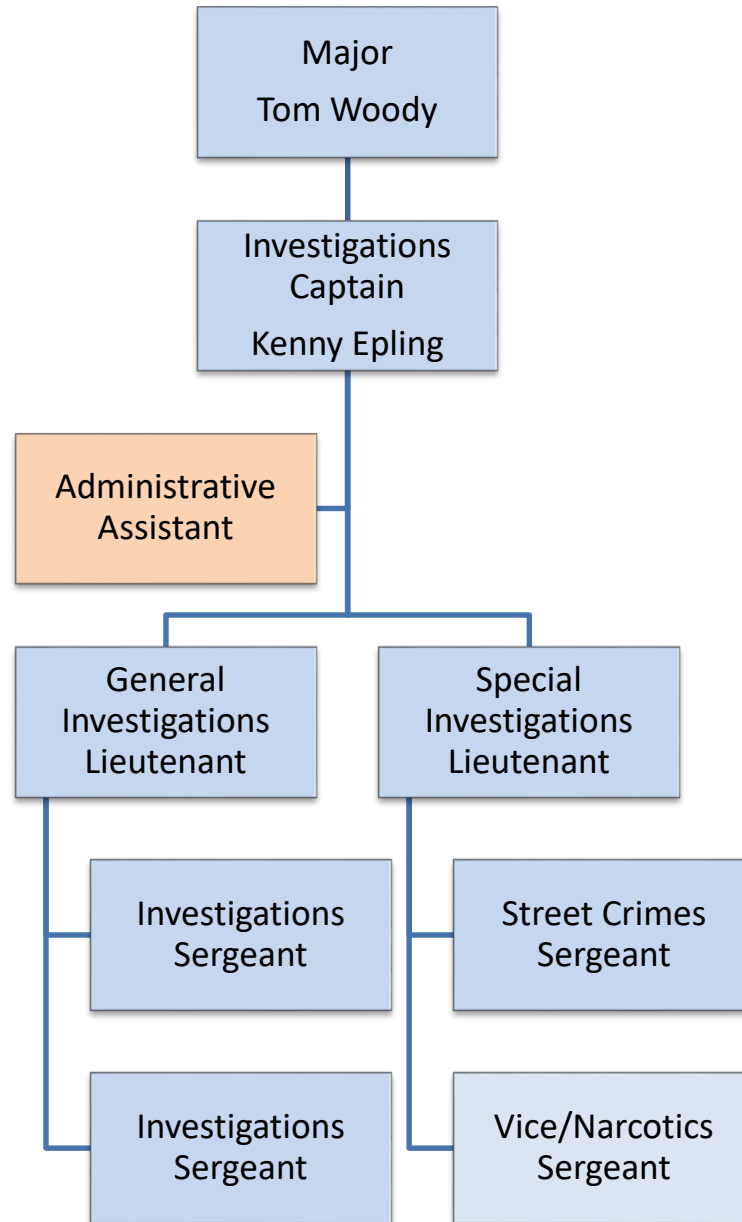 Major
Tom Woody
Investigations
Captain
Kenny Epling
Administrative
Assistant
General
Investigations
Lieutenant
Special
Investigations
Lieutenant
Investigations
Sergeant
Street Crimes
Sergeant
Investigations
Sergeant
Vice/Narcotics
Sergeant